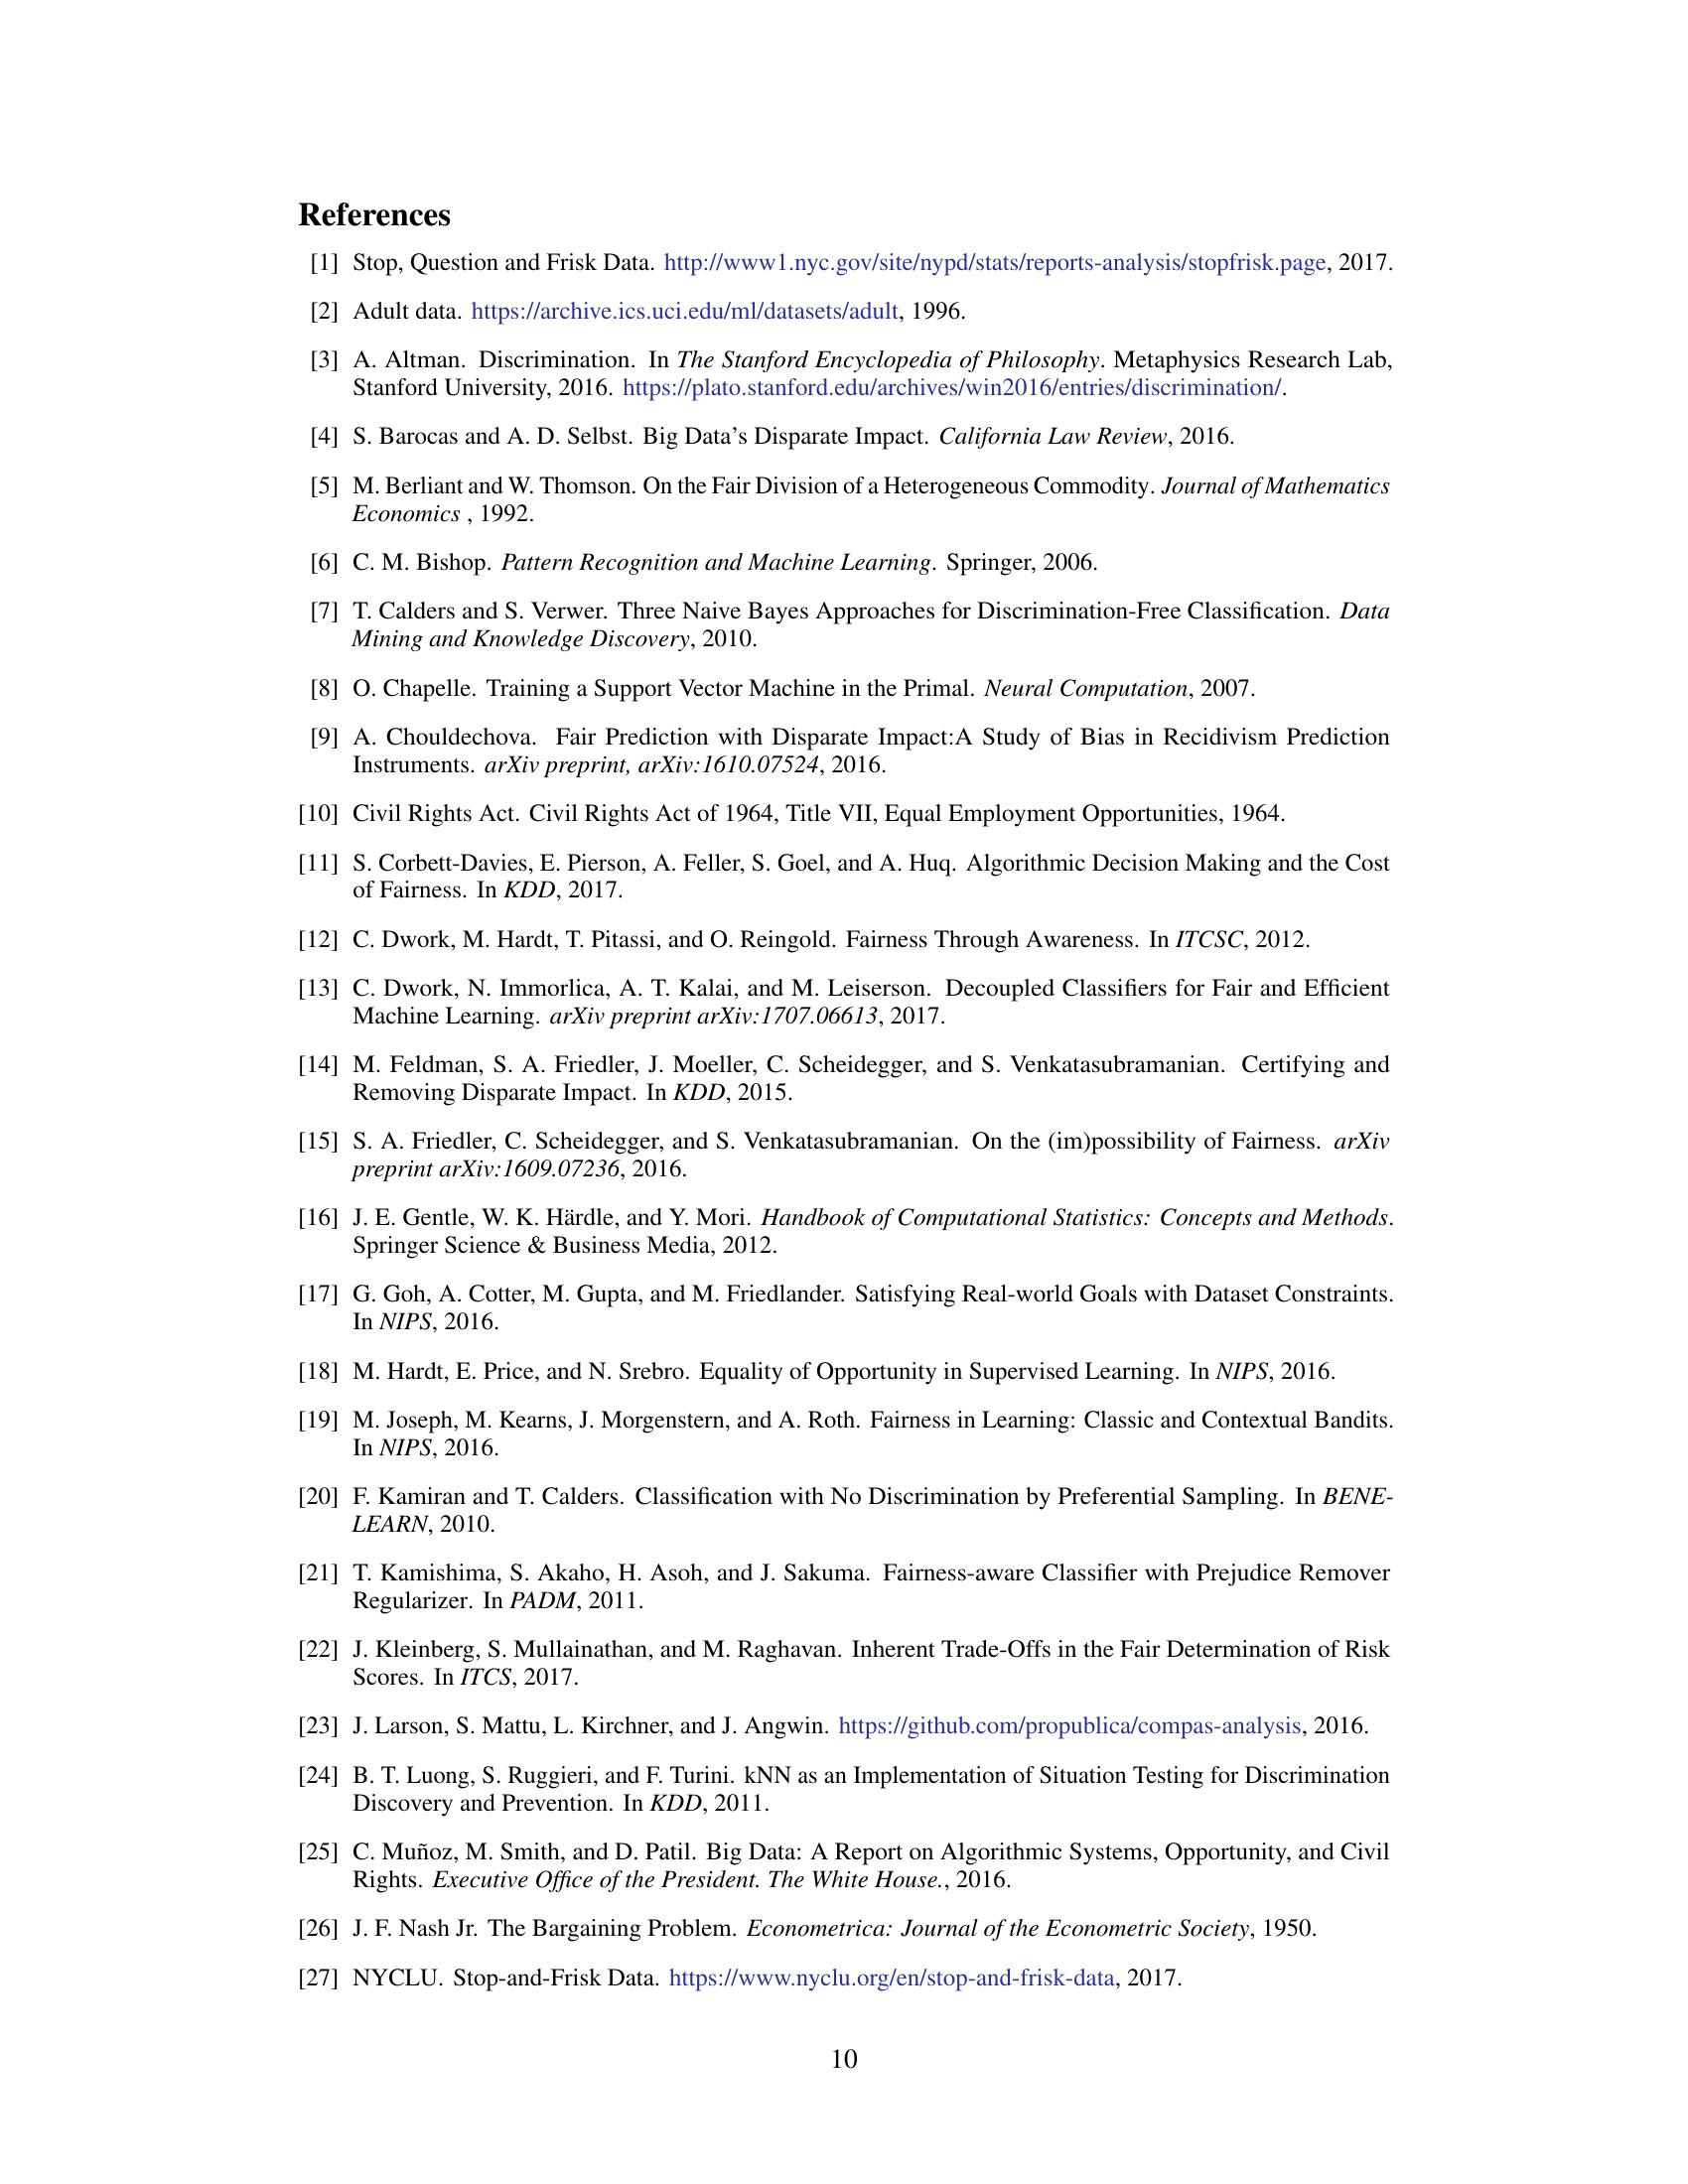 References
[1] Stop, Question and Frisk Data. http://www1.nyc.gov/site/nypd/stats/reports-analysis/stopfrisk.page, 2017.
[2] Adult data. https://archive.ics.uci.edu/ml/datasets/adult, 1996.
[3] A. Altman. Discrimination. In The Stanford Encyclopedia of Philosophy. Metaphysics Research Lab,
Stanford University, 2016. https://plato.stanford.edu/archives/win2016/entries/discrimination/.
[4] S. Barocas and A. D. Selbst. Big Data's Disparate Impact. California Law Review, 2016.
[5] M. Berliant and W. Thomson. On the Fair Division of a Heterogeneous Commodity. Journal of Mathematics
Economics , 1992.
[6] C. M. Bishop. Pattern Recognition and Machine Learning. Springer, 2006.
[7] T. Calders and S. Verwer. Three Naive Bayes Approaches for Discrimination-Free Classification. Data
Mining and Knowledge Discovery, 2010.
[8] O. Chapelle. Training a Support Vector Machine in the Primal. Neural Computation, 2007.
[9] A. Chouldechova. Fair Prediction with Disparate Impact:A Study of Bias in Recidivism Prediction
Instruments. arXiv preprint, arXiv:1610.07524, 2016.
[10] Civil Rights Act. Civil Rights Act of 1964, Title VII, Equal Employment Opportunities, 1964.
[11] S. Corbett-Davies, E. Pierson, A. Feller, S. Goel, and A. Huq. Algorithmic Decision Making and the Cost
of Fairness. In KDD, 2017.
[12] C. Dwork, M. Hardt, T. Pitassi, and O. Reingold. Fairness Through Awareness. In ITCSC, 2012.
[13] C. Dwork, N. Immorlica, A. T. Kalai, and M. Leiserson. Decoupled Classifiers for Fair and Efficient
Machine Learning. arXiv preprint arXiv:1707.06613, 2017.
[14] M. Feldman, S. A. Friedler, J. Moeller, C. Scheidegger, and S. Venkatasubramanian. Certifying and
Removing Disparate Impact. In KDD, 2015.
[15] S. A. Friedler, C. Scheidegger, and S. Venkatasubramanian. On the (im)possibility of Fairness. arXiv
preprint arXiv:1609.07236, 2016.
[16] J. E. Gentle, W. K. Härdle, and Y. Mori. Handbook of Computational Statistics: Concepts and Methods.
Springer Science & Business Media, 2012.
[17] G. Goh, A. Cotter, M. Gupta, and M. Friedlander. Satisfying Real-world Goals with Dataset Constraints.
In NIPS, 2016.
[18] M. Hardt, E. Price, and N. Srebro. Equality of Opportunity in Supervised Learning. In NIPS, 2016.
[19] M. Joseph, M. Kearns, J. Morgenstern, and A. Roth. Fairness in Learning: Classic and Contextual Bandits.
In NIPS, 2016.
[20] F. Kamiran and T. Calders. Classification with No Discrimination by Preferential Sampling. In BENE-
LEARN, 2010.
[21] T. Kamishima, S. Akaho, H. Asoh, and J. Sakuma. Fairness-aware Classifier with Prejudice Remover
Regularizer. In PADM, 2011.
[22] J. Kleinberg, S. Mullainathan, and M. Raghavan. Inherent Trade-Offs in the Fair Determination of Risk
Scores. In ITCS, 2017.
[23] J. Larson, S. Mattu, L. Kirchner, and J. Angwin. https://github.com/propublica/compas-analysis, 2016.
[24] B. T. Luong, S. Ruggieri, and F. Turini. kNN as an Implementation of Situation Testing for Discrimination
Discovery and Prevention. In KDD, 2011.
[25] C. Muñoz, M. Smith, and D. Patil. Big Data: A Report on Algorithmic Systems, Opportunity, and Civil
Rights. Executive Office of the President. The White House., 2016.
[26] J. F. Nash Jr. The Bargaining Problem. Econometrica: Journal of the Econometric Society, 1950.
[27] NYCLU. Stop-and-Frisk Data. https://www.nyclu.org/en/stop-and-frisk-data, 2017.
10